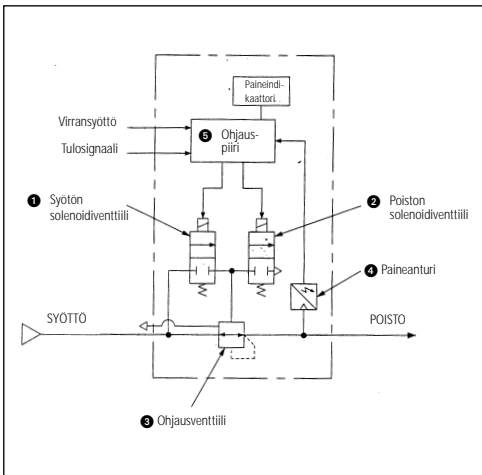 Paineindi-
kaattori
Virransyöttö
5 Ohjaus-
piiri
Tulosignaali
1 Syötön
solenoidiventtiili
2 Poiston
solenoidiventtiili
4 Paineanturi
SYÖTTÖ
POISTO
3 Ohjausventtiili